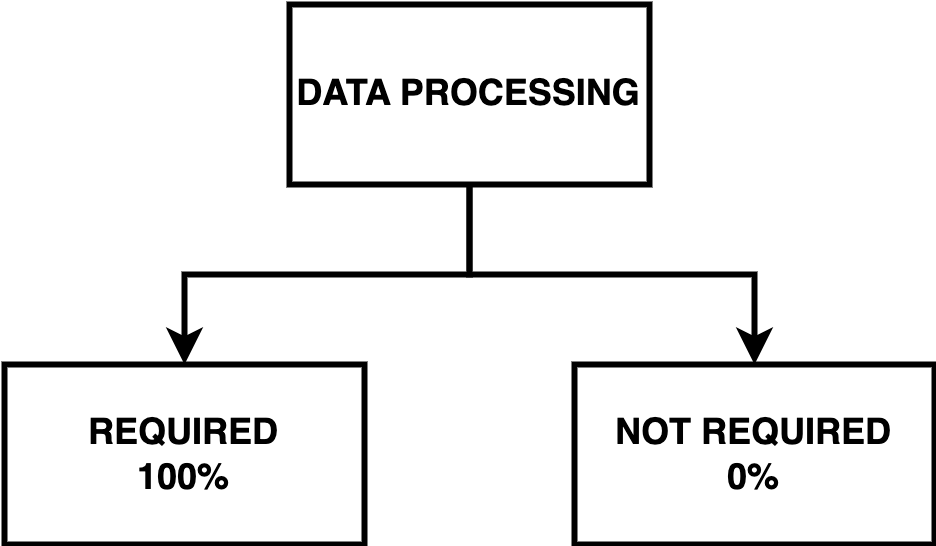 DATA PROCESSING
REQUIRED
100%
NOT REQUIRED
0%